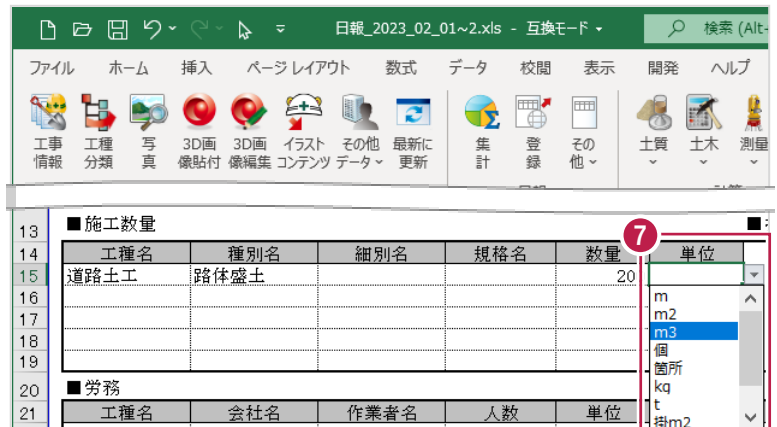 日報_2023_02_01~2.xls - 互換モード
検索 (Alt+
ファイル ホーム 挿入 ページ レイアウト 数式 データ 校閲 表示 開発 ヘルプ
工事情報 工種分類 写真 3D画像貼付 3D画像編集 イラストコンテンツ その他データ 最新に更新 集計 登録 その他 土質 土木 測量
13 ■施工数量
7
14 工種名 種別名 細別名 規格名 数量 単位
15 道路土工 路体盛土 20
16 m
17 m2
m3
18 個
19 箇所
20 ■労務 kg
21 工種名 会社名 作業者名 人数 単位 t
掛m2